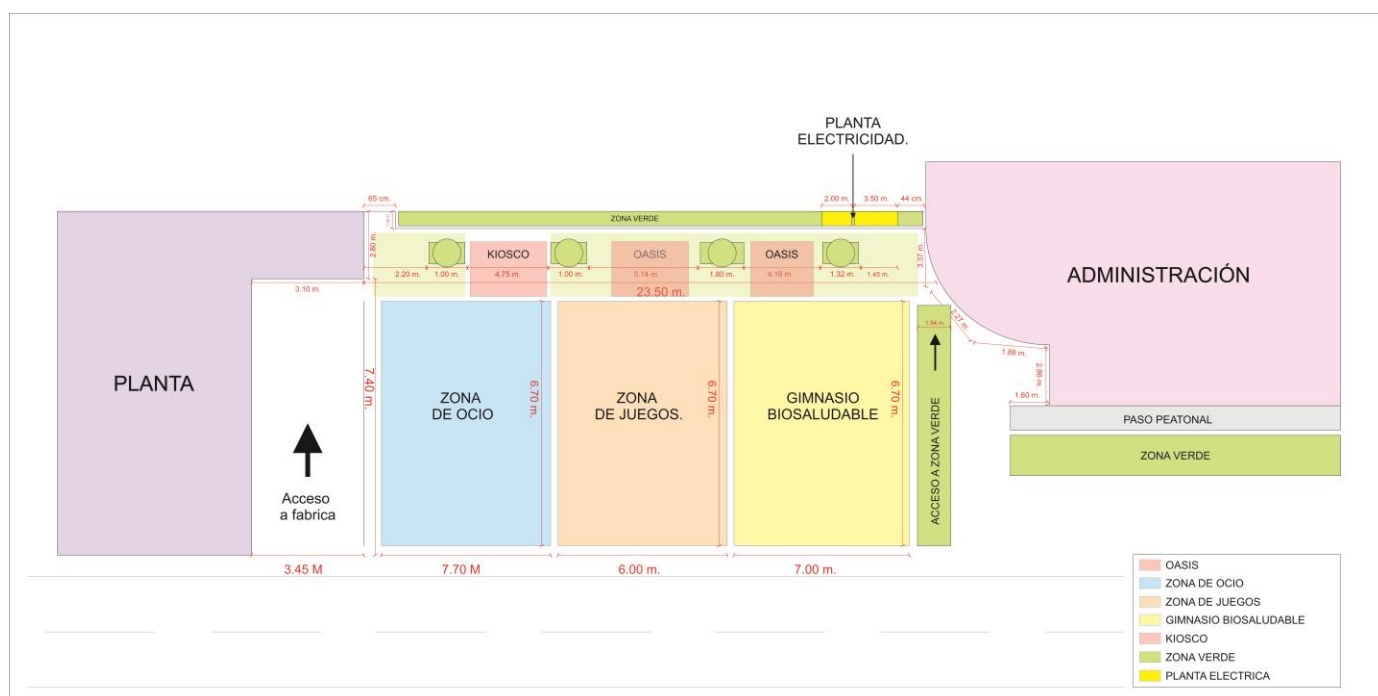 PLANTA
ELECTRICIDAD.
65 cm.
2.00 m.
3.50 m.
44 cm.
ZONA VERDE
KIOSCO
OASIS
OASIS
2.80 m.
3.37 m.
2.20 m.
1.00 m.
4.75 m.
1.00 m.
5.14 m.
1.80 m.
4.16 m.
1.32 m.
1.45 m.
3.10 m.
23.50 m.
ADMINISTRACIÓN
2.27 m.
1.54 m.
1.88 m.
2.86 m.
1.60 m.
PLANTA
7.40 m.
ZONA
DE OCIO
6.70 m.
ZONA
DE JUEGOS.
6.70 m.
GIMNASIO
BIOSALUDABLE
6.70 m.
ACCESO A ZONA VERDE
PASO PEATONAL
ZONA VERDE
Acceso
a fabrica
3.45 M
7.70 M
6.00 m.
7.00 m.
OASIS
ZONA DE OCIO
ZONA DE JUEGOS
GIMNASIO BIOSALUDABLE
KIOSCO
ZONA VERDE
PLANTA ELECTRICA